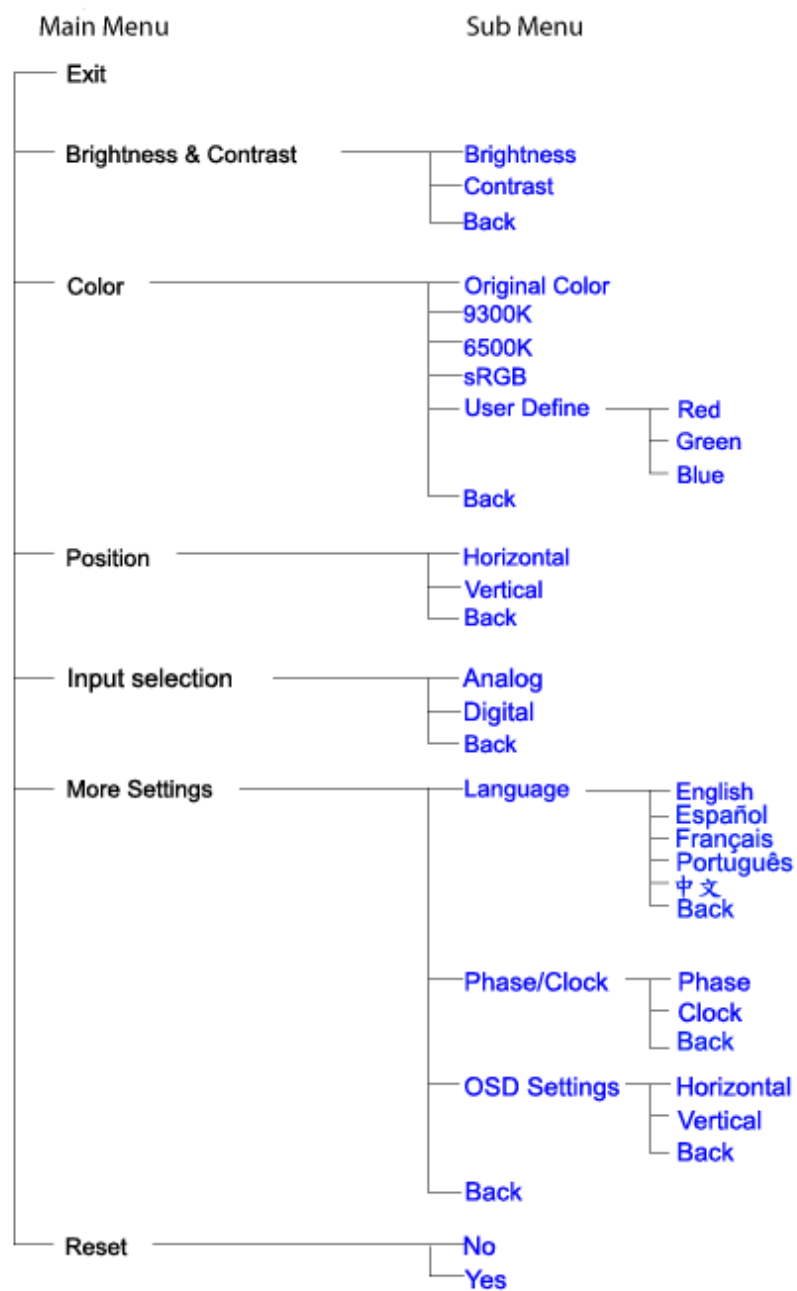 Main Menu Sub Menu
Exit
Brightness & Contrast Brightness
Contrast
Back
Color Original Color
9300K
6500K
sRGB
User Define Red
Green
Blue
Back
Position Horizontal
Vertical
Back
Input selection Analog
Digital
Back
More Settings Language English
Español
Français
Português
中文
Back
Phase/Clock Phase
Clock
Back
OSD Settings Horizontal
Vertical
Back
Back
Reset No
Yes